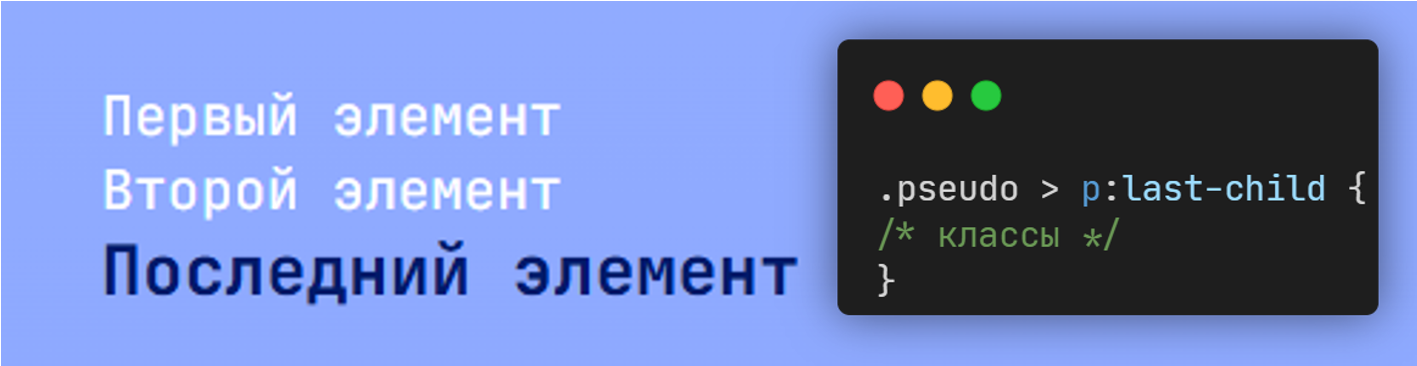 Первый элемент
Второй элемент
Последний элемент
.pseudo > p:last-child {
/* классы */
}